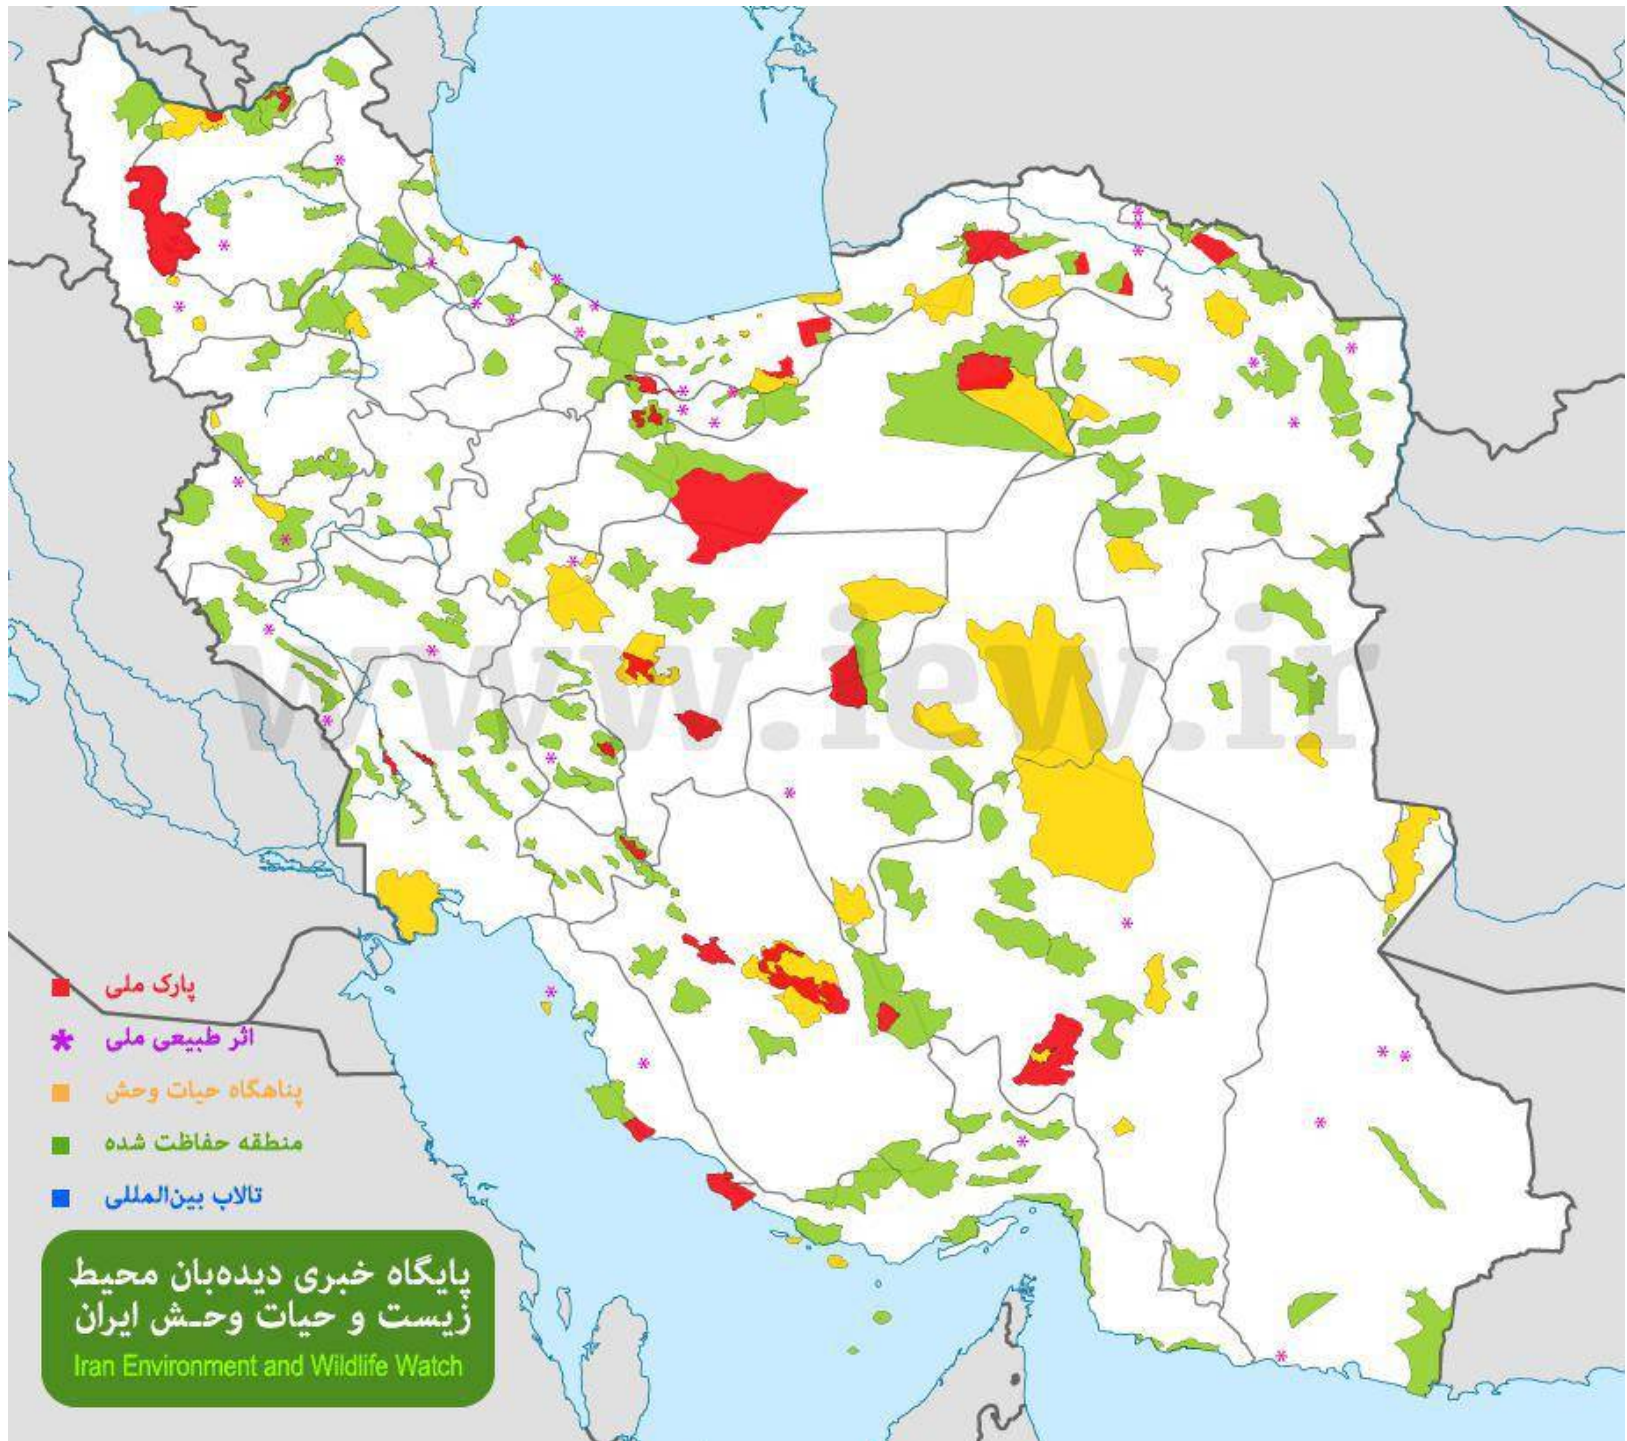 www.iew.ir
پارک ملی
اثر طبیعی ملی
پناهگاه حیات وحش
منطقه حفاظت شده
تالاب بین‌المللی
پایگاه خبری دیده‌بان محیط
زیست و حیات وحـش ایران
Iran Environment and Wildlife Watch